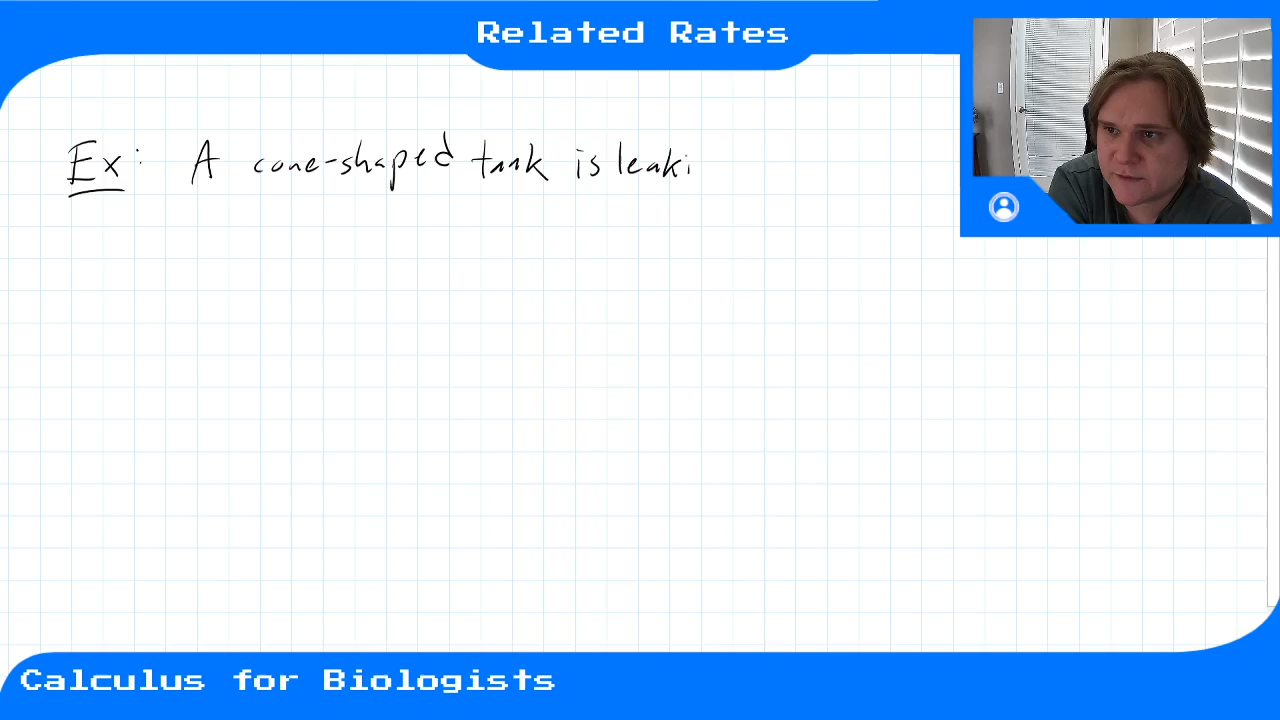 Related Rates
Ex: A cone-shaped tank is leaki
Calculus for Biologists